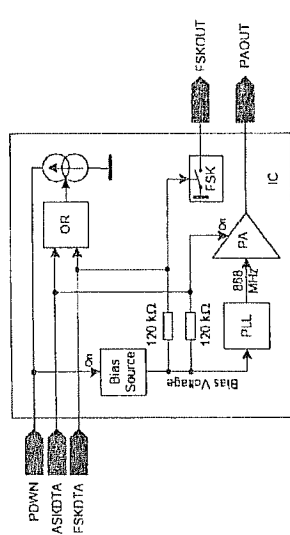 PDWN
ASKDTA
FSKDTA
On
Bias
Source
OR
120 kΩ
120 kΩ
Bias Voltage
FSK
On
PA
PLL
868
MHz
IC
FSKOUT
PAOUT